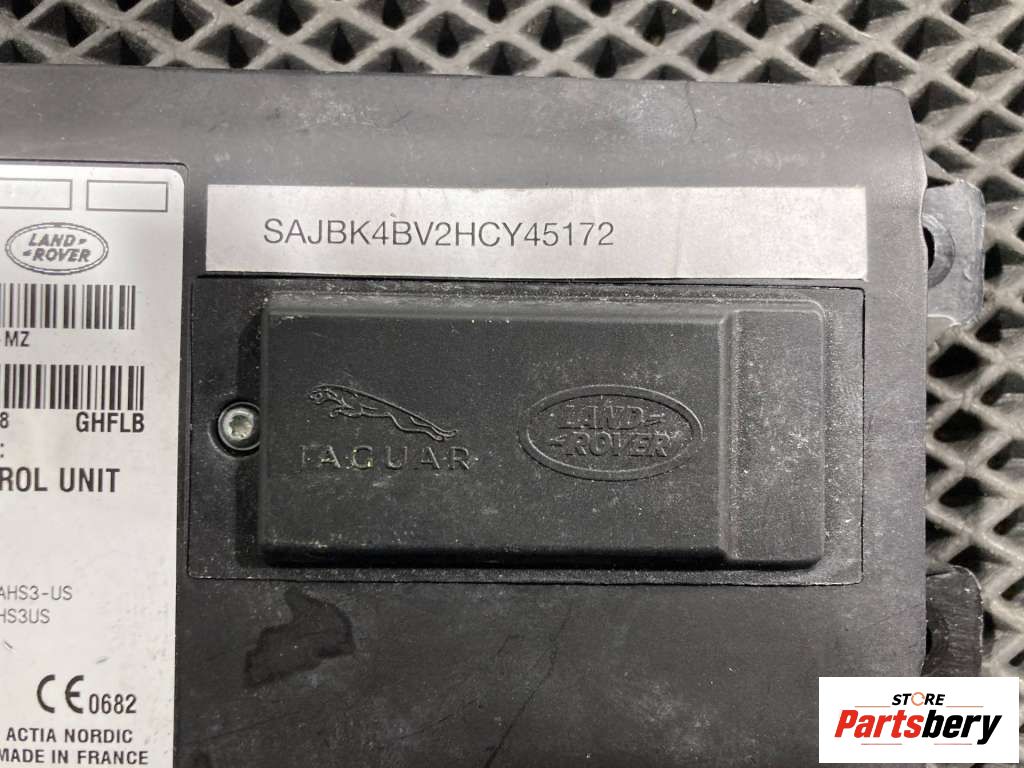 SAJBK4BV2HCY45172
LAND
ROVER
MZ
8 GHFLB
:
ROL UNIT
JAGUAR
LAND
ROVER
AHS3-US
HS3US
CE 0682
ACTIA NORDIC
MADE IN FRANCE
STORE
Partsbery